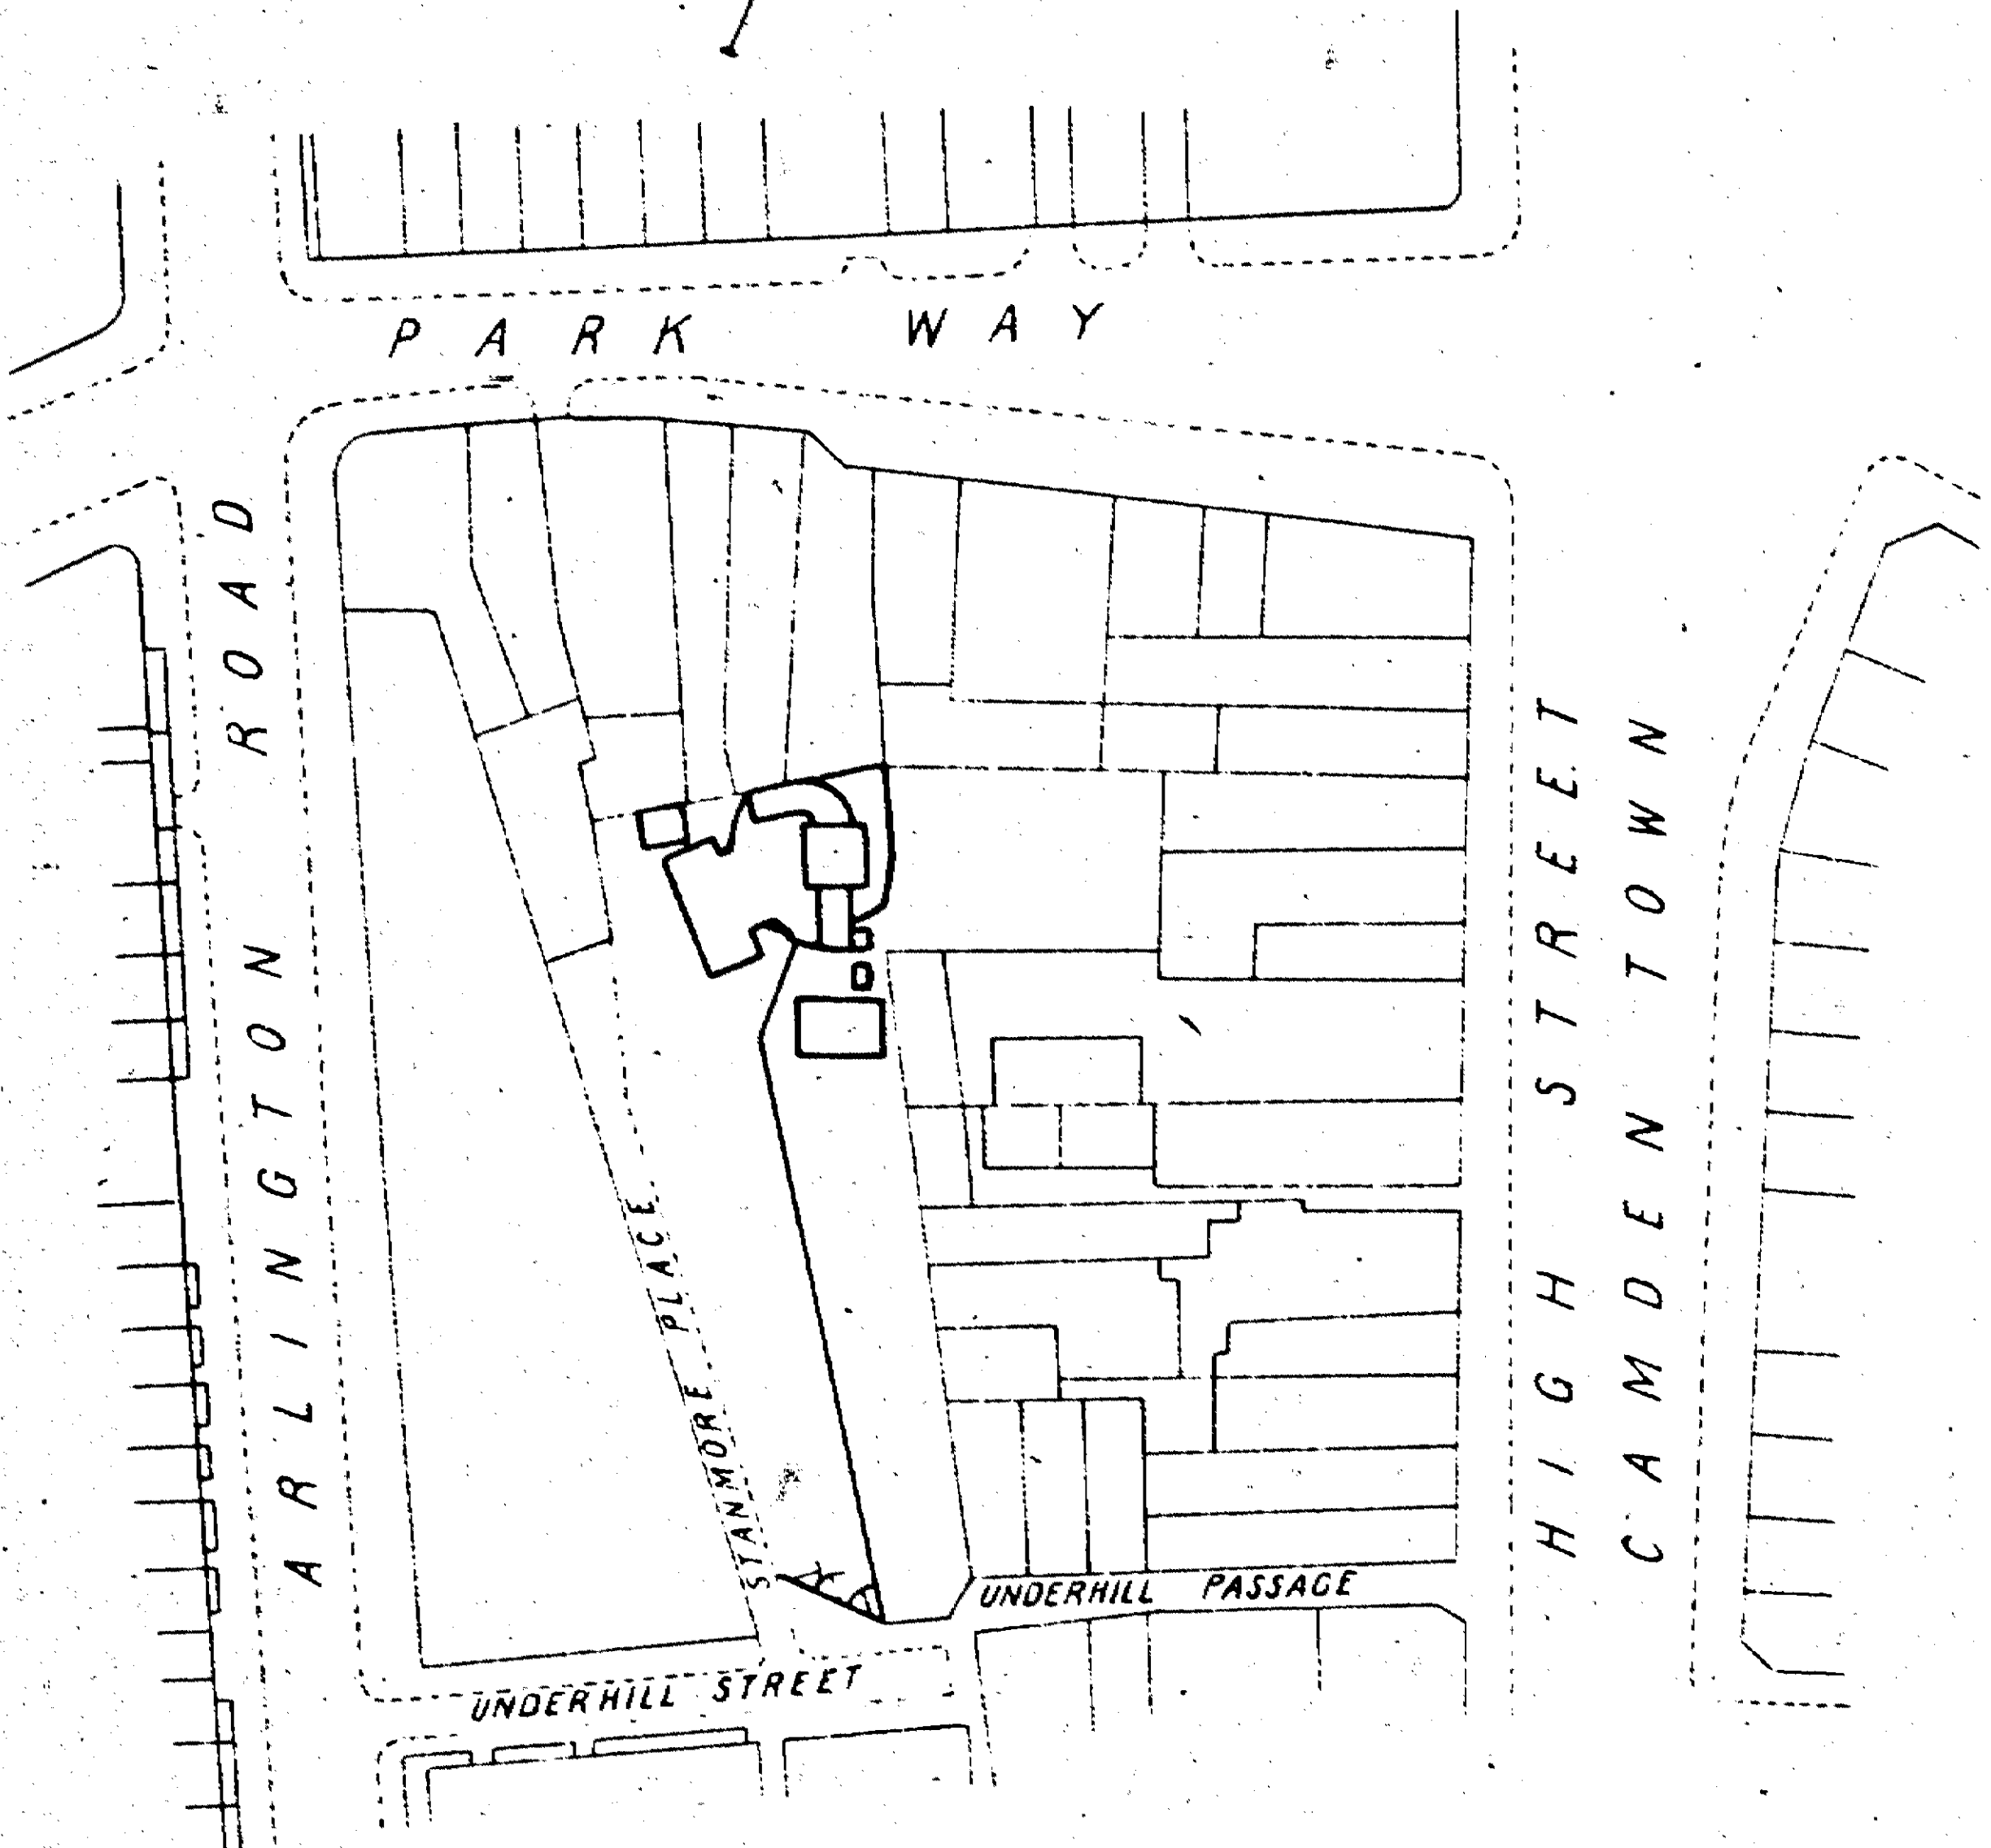 PARK WAY
ARLINGTON ROAD
HIGH STREET
CAMDEN TOWN
STANMORE PLACE
UNDERHILL PASSAGE
UNDERHILL STREET